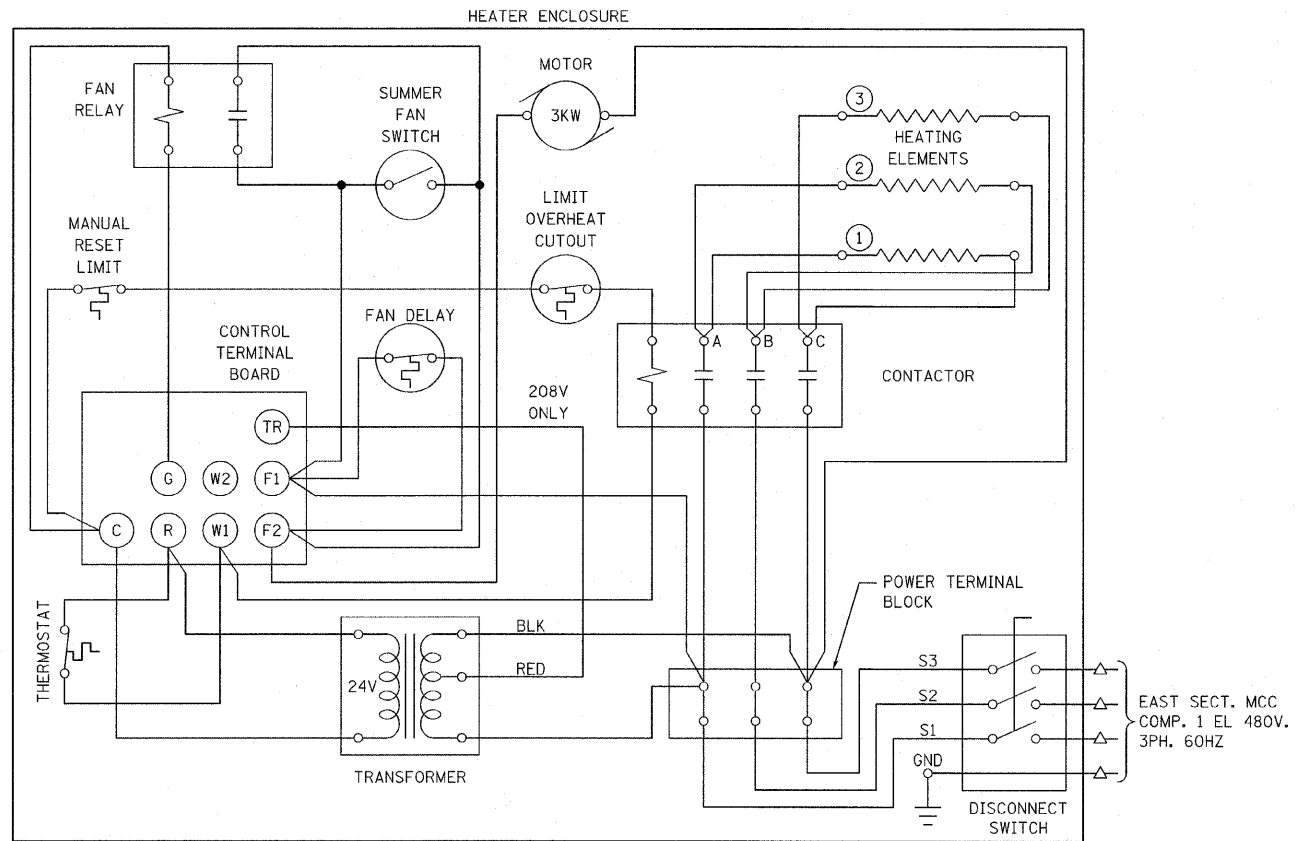 HEATER ENCLOSURE
FAN
RELAY
SUMMER
FAN
SWITCH
MOTOR
3KW
3
HEATING
ELEMENTS
2
1
MANUAL
RESET
LIMIT
LIMIT
OVERHEAT
CUTOUT
FAN DELAY
CONTROL
TERMINAL
BOARD
208V
ONLY
A
B
C
CONTACTOR
TR
G
W2
F1
C
R
W1
F2
THERMOSTAT
24V
BLK
RED
TRANSFORMER
POWER TERMINAL
BLOCK
S3
S2
S1
GND
EAST SECT. MCC
COMP. 1 EL 480V.
3PH. 60HZ
DISCONNECT
SWITCH